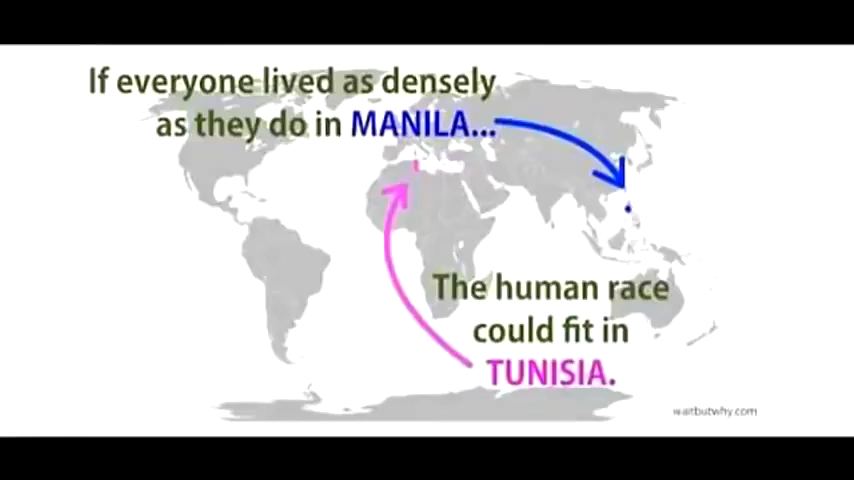 If everyone lived as densely
as they do in MANILA...
The human race
could fit in
TUNISIA.
waitbutwhy.com